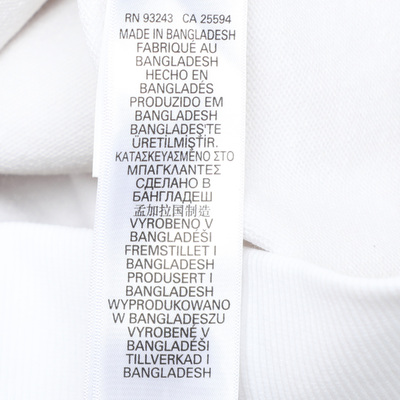 RN 93243 CA 25594
MADE IN BANGLADESH
FABRIQUÉ AU
BANGLADESH
HECHO EN
BANGLADÉS
PRODUZIDO EM
BANGLADESH
BANGLADEŞ'TE
ÜRETİLMİŞTİR.
ΚΑΤΑΣΚΕΥΑΣΜΕΝΟ ΣΤΟ
ΜΠΑΓΚΛΑΝΤΕΣ
СДЕЛАНО В
БАНГЛАДЕШ
孟加拉国制造
VYROBENO V
BANGLADÉŠI
FREMSTILLET I
BANGLADESH
PRODUSERT I
BANGLADESH
WYPRODUKOWANO
W BANGLADESZU
VYROBENÉ V
BANGLADÉŠI
TILLVERKAD I
BANGLADESH